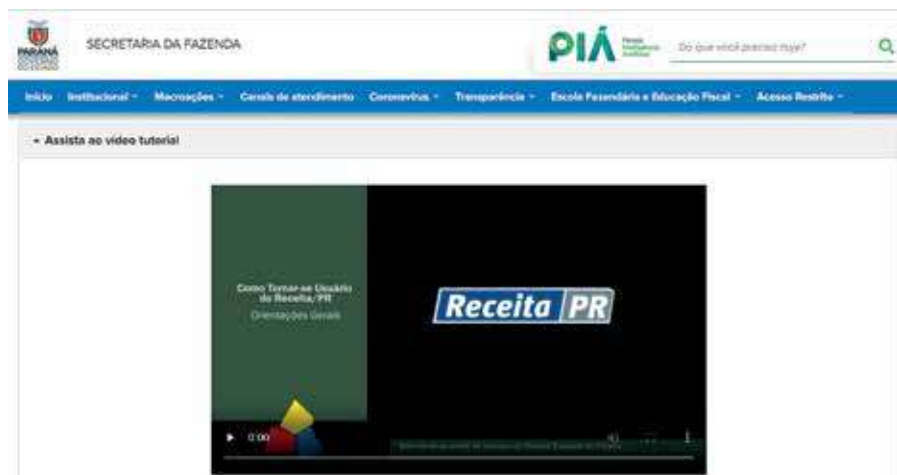 PARANÁ
SECRETARIA DA FAZENDA
PIÁ
Do que você precisa hoje?
Início Institucional Macroações Canais de atendimento Coronavírus Transparência Escola Fazendária e Educação Fiscal Acesso Restrito
Assista ao vídeo tutorial
Como Tornar-se Usuário
do Receita/PR
Orientações Gerais
Receita PR
0:00